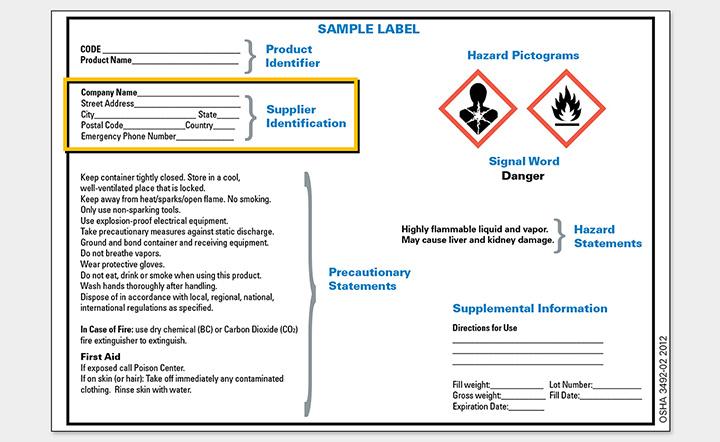 SAMPLE LABEL
CODE
Product Name
Product
Identifier
Company Name
Street Address
City State
Postal Code Country
Emergency Phone Number
Supplier
Identification
Keep container tightly closed. Store in a cool,
well-ventilated place that is locked.
Keep away from heat/sparks/open flame. No smoking.
Only use non-sparking tools.
Use explosion-proof electrical equipment.
Take precautionary measures against static discharge.
Ground and bond container and receiving equipment.
Do not breathe vapors.
Wear protective gloves.
Do not eat, drink or smoke when using this product.
Wash hands thoroughly after handling.
Dispose of in accordance with local, regional, national,
international regulations as specified.
In Case of Fire: use dry chemical (BC) or Carbon Dioxide (CO₂)
fire extinguisher to extinguish.
First Aid
If exposed call Poison Center.
If on skin (or hair): Take off immediately any contaminated
clothing. Rinse skin with water.
Precautionary
Statements
Hazard Pictograms
Signal Word
Danger
Highly flammable liquid and vapor.
May cause liver and kidney damage.
Hazard
Statements
Supplemental Information
Directions for Use
Fill weight: Lot Number:
Gross weight: Fill Date:
Expiration Date:
OSHA 3492-02 2012